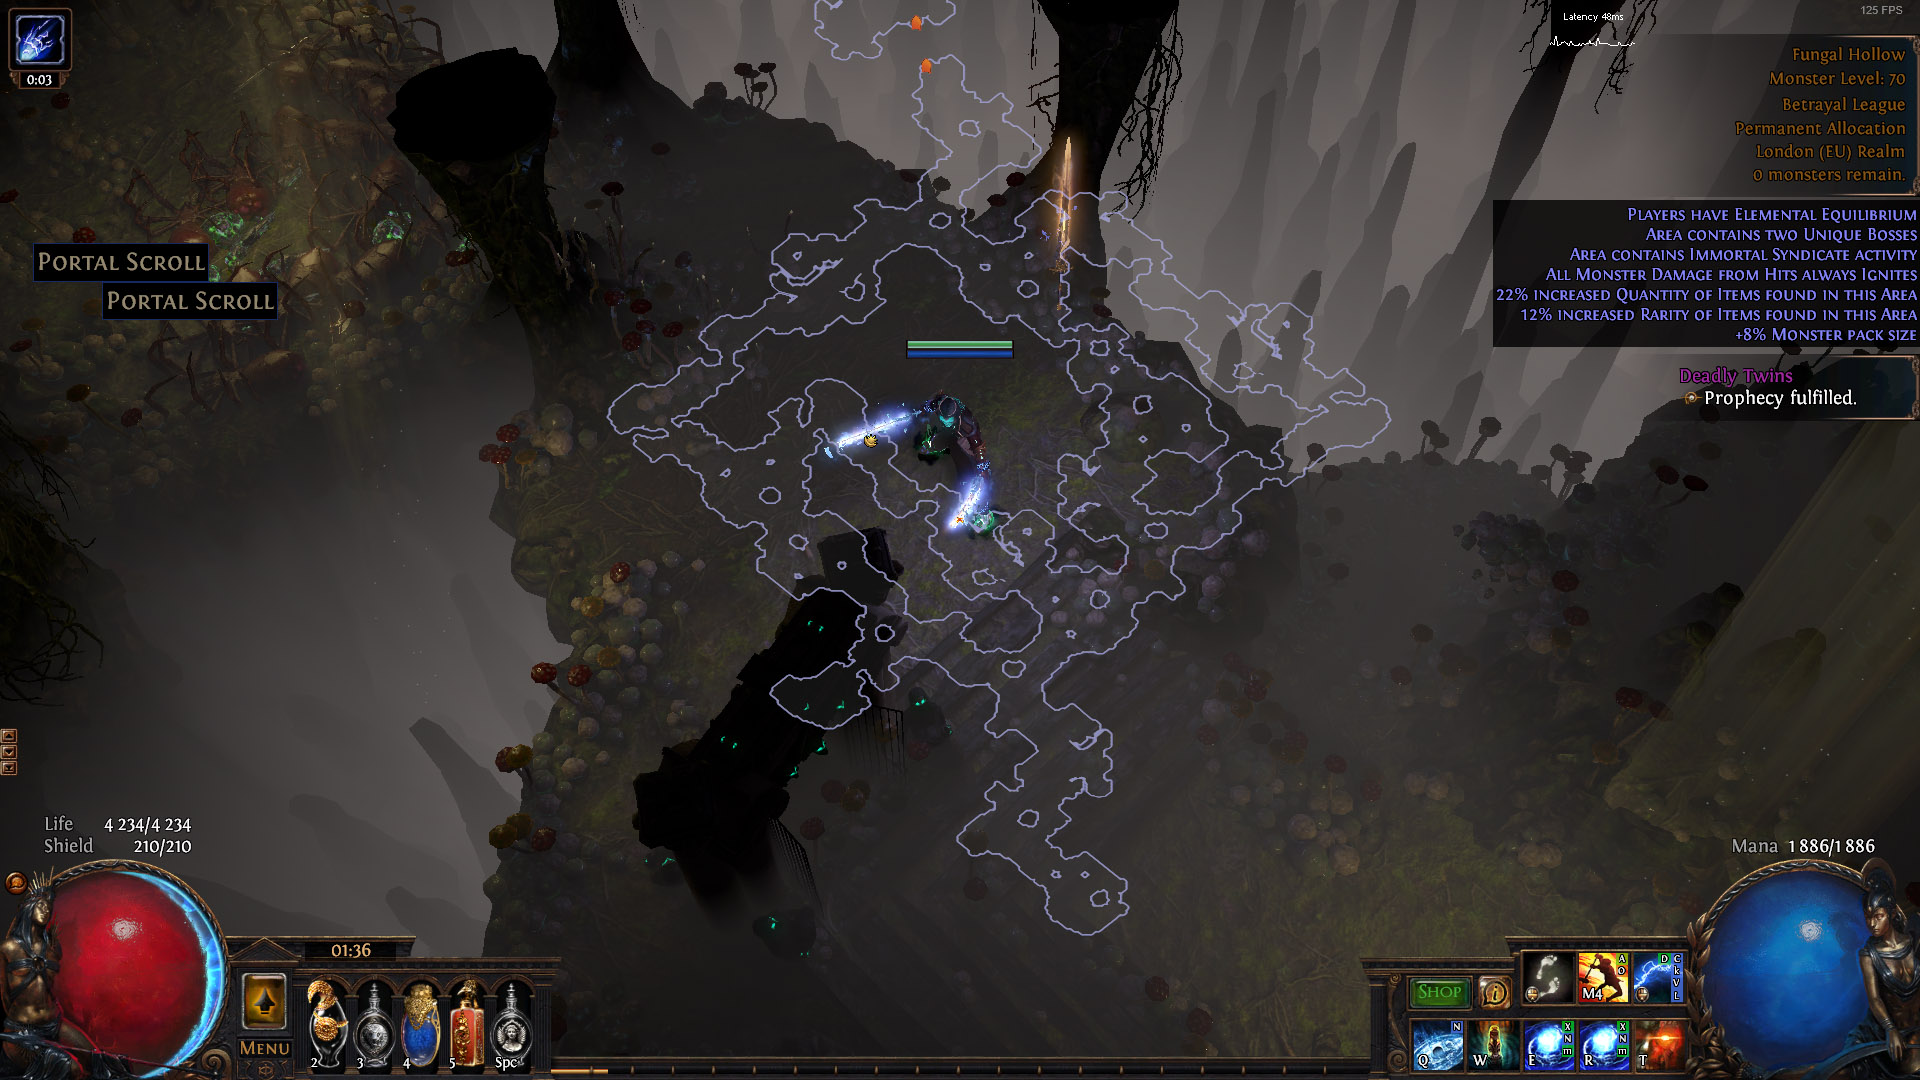 125 FPS
Latency 48ms
0:03
Fungal Hollow
Monster Level: 70
Betrayal League
Permanent Allocation
London (EU) Realm
0 monsters remain.
Players have Elemental Equilibrium
Area contains two Unique Bosses
Area contains Immortal Syndicate activity
All Monster Damage from Hits always Ignites
22% increased Quantity of Items found in this Area
12% increased Rarity of Items found in this Area
+8% Monster pack size
Portal Scroll
Portal Scroll
Deadly Twins
Prophecy fulfilled.
Life 4 234/4 234
Shield 210/210
Mana 1 886/1 886
01:36
Menu
2 3 4 5 Spc
Shop
M4
A
O
D
C
k
V
L
Q N W E X N m R X N m T